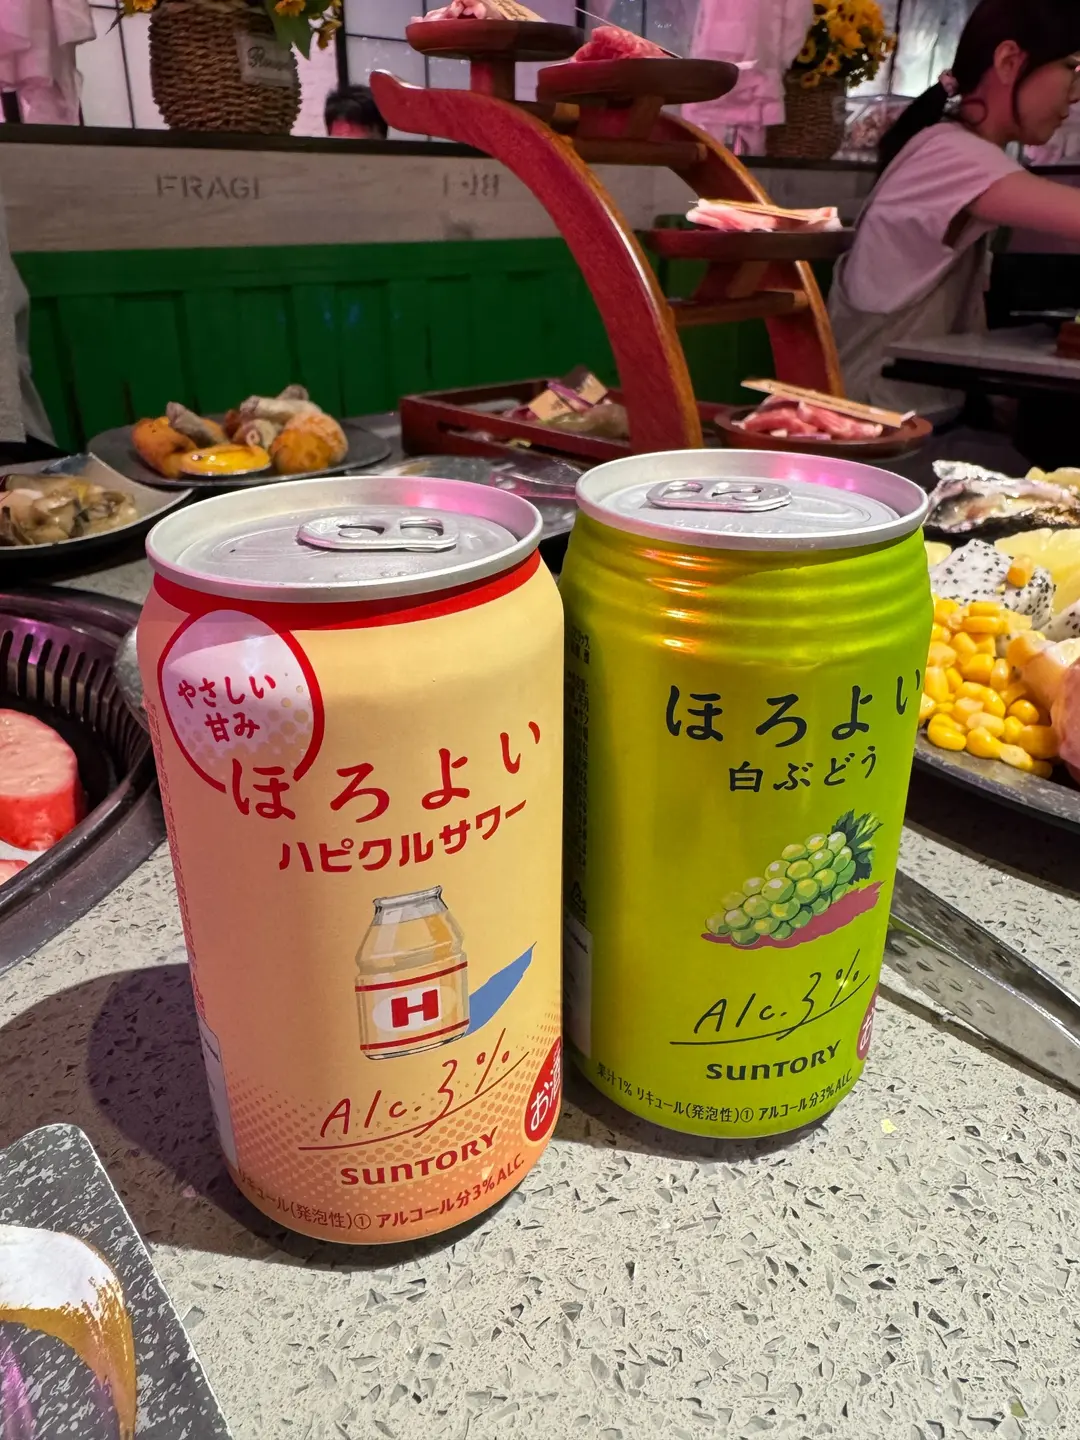 FRAGI
やさしい
甘み
ほろよい
ハピクルサワー
H
Alc.3%
SUNTORY
リキュール(発泡性)① アルコール分3%ALC.
お酒
ほろよい
白ぶどう
Alc.3%
SUNTORY
果汁1% リキュール(発泡性)① アルコール分3%ALC.